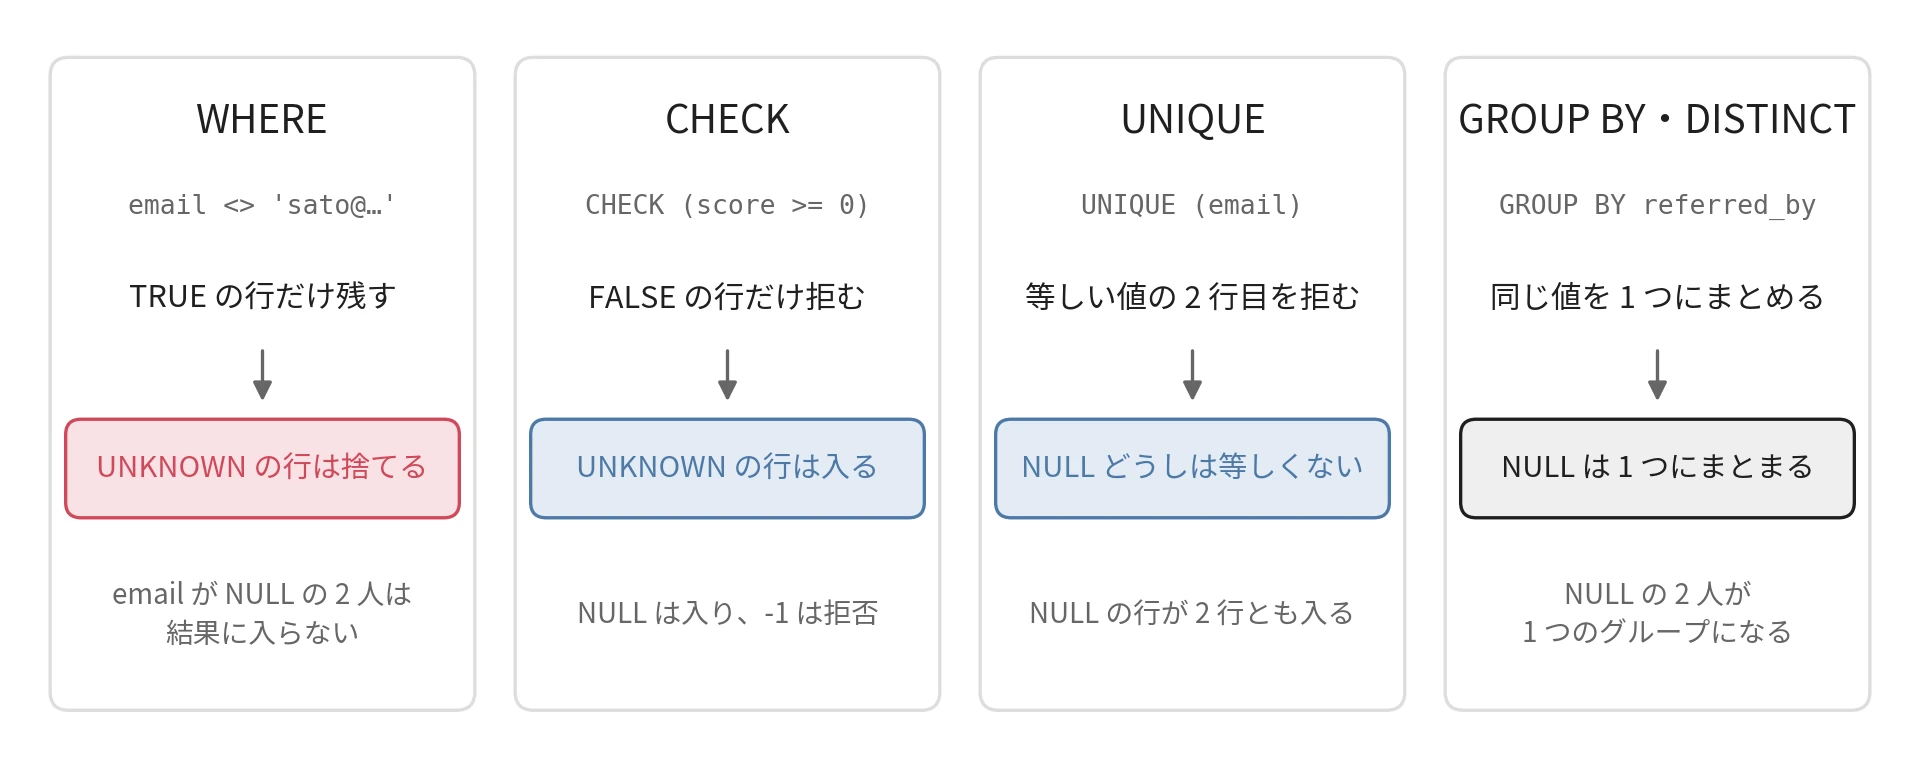 WHERE
email <> 'sato@…'
TRUE の行だけ残す
UNKNOWN の行は捨てる
email が NULL の 2 人は
結果に入らない
CHECK
CHECK (score >= 0)
FALSE の行だけ拒む
UNKNOWN の行は入る
NULL は入り、-1 は拒否
UNIQUE
UNIQUE (email)
等しい値の 2 行目を拒む
NULL どうしは等しくない
NULL の行が 2 行とも入る
GROUP BY・DISTINCT
GROUP BY referred_by
同じ値を 1 つにまとめる
NULL は 1 つにまとまる
NULL の 2 人が
1 つのグループになる